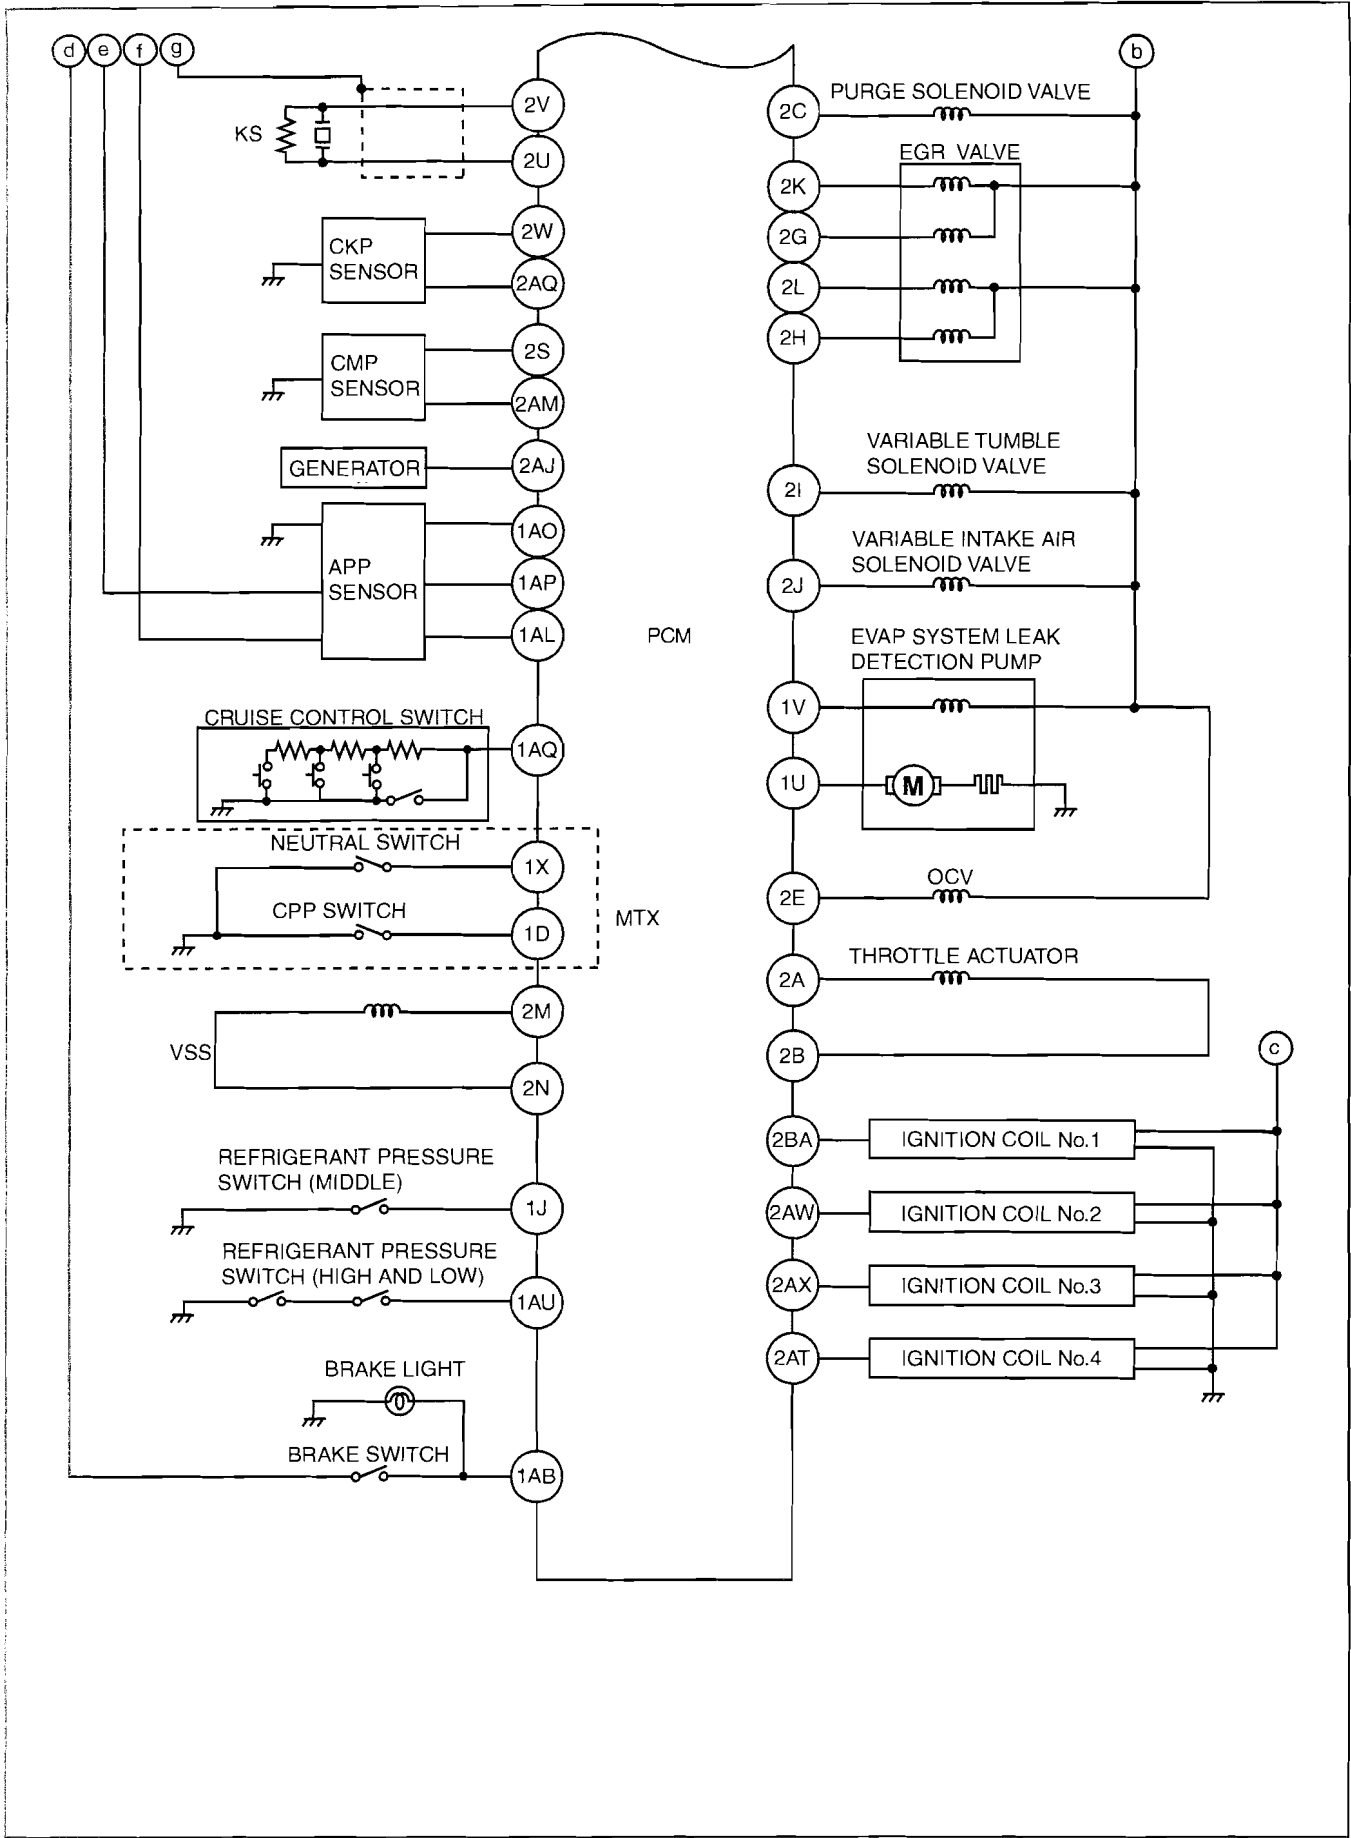 d e f g
b
2V
KS
2U
2W
CKP
SENSOR
2AQ
2S
CMP
SENSOR
2AM
GENERATOR
2AJ
1AO
APP
SENSOR
1AP
1AL
CRUISE CONTROL SWITCH
1AQ
NEUTRAL SWITCH
1X
CPP SWITCH
1D
MTX
2M
VSS
2N
REFRIGERANT PRESSURE
SWITCH (MIDDLE)
1J
REFRIGERANT PRESSURE
SWITCH (HIGH AND LOW)
1AU
BRAKE LIGHT
BRAKE SWITCH
1AB
PCM
PURGE SOLENOID VALVE
2C
EGR VALVE
2K
2G
2L
2H
VARIABLE TUMBLE
SOLENOID VALVE
2I
VARIABLE INTAKE AIR
SOLENOID VALVE
2J
EVAP SYSTEM LEAK
DETECTION PUMP
1V
1U
M
OCV
2E
THROTTLE ACTUATOR
2A
2B
c
2BA
IGNITION COIL No.1
2AW
IGNITION COIL No.2
2AX
IGNITION COIL No.3
2AT
IGNITION COIL No.4